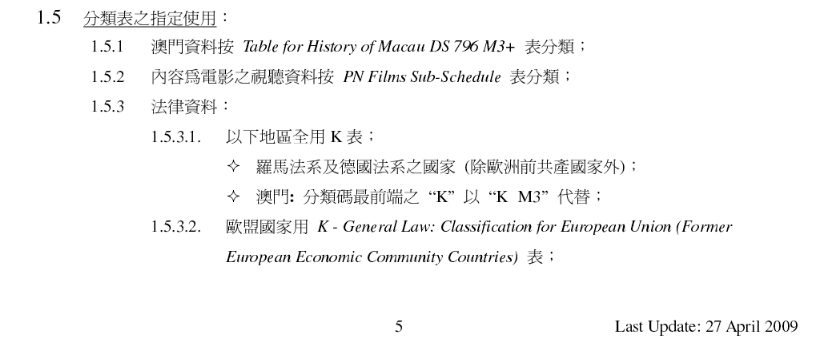 1.5 分類表之指定使用：
1.5.1 澳門資料按 Table for History of Macau DS 796 M3+ 表分類；
1.5.2 內容爲電影之視聽資料按 PN Films Sub-Schedule 表分類；
1.5.3 法律資料：
1.5.3.1. 以下地區全用 K 表；
✧ 羅馬法系及德國法系之國家 (除歐洲前共產國家外)；
✧ 澳門: 分類碼最前端之 “K” 以 “K M3” 代替；
1.5.3.2. 歐盟國家用 K - General Law: Classification for European Union (Former
European Economic Community Countries) 表；
5 Last Update: 27 April 2009